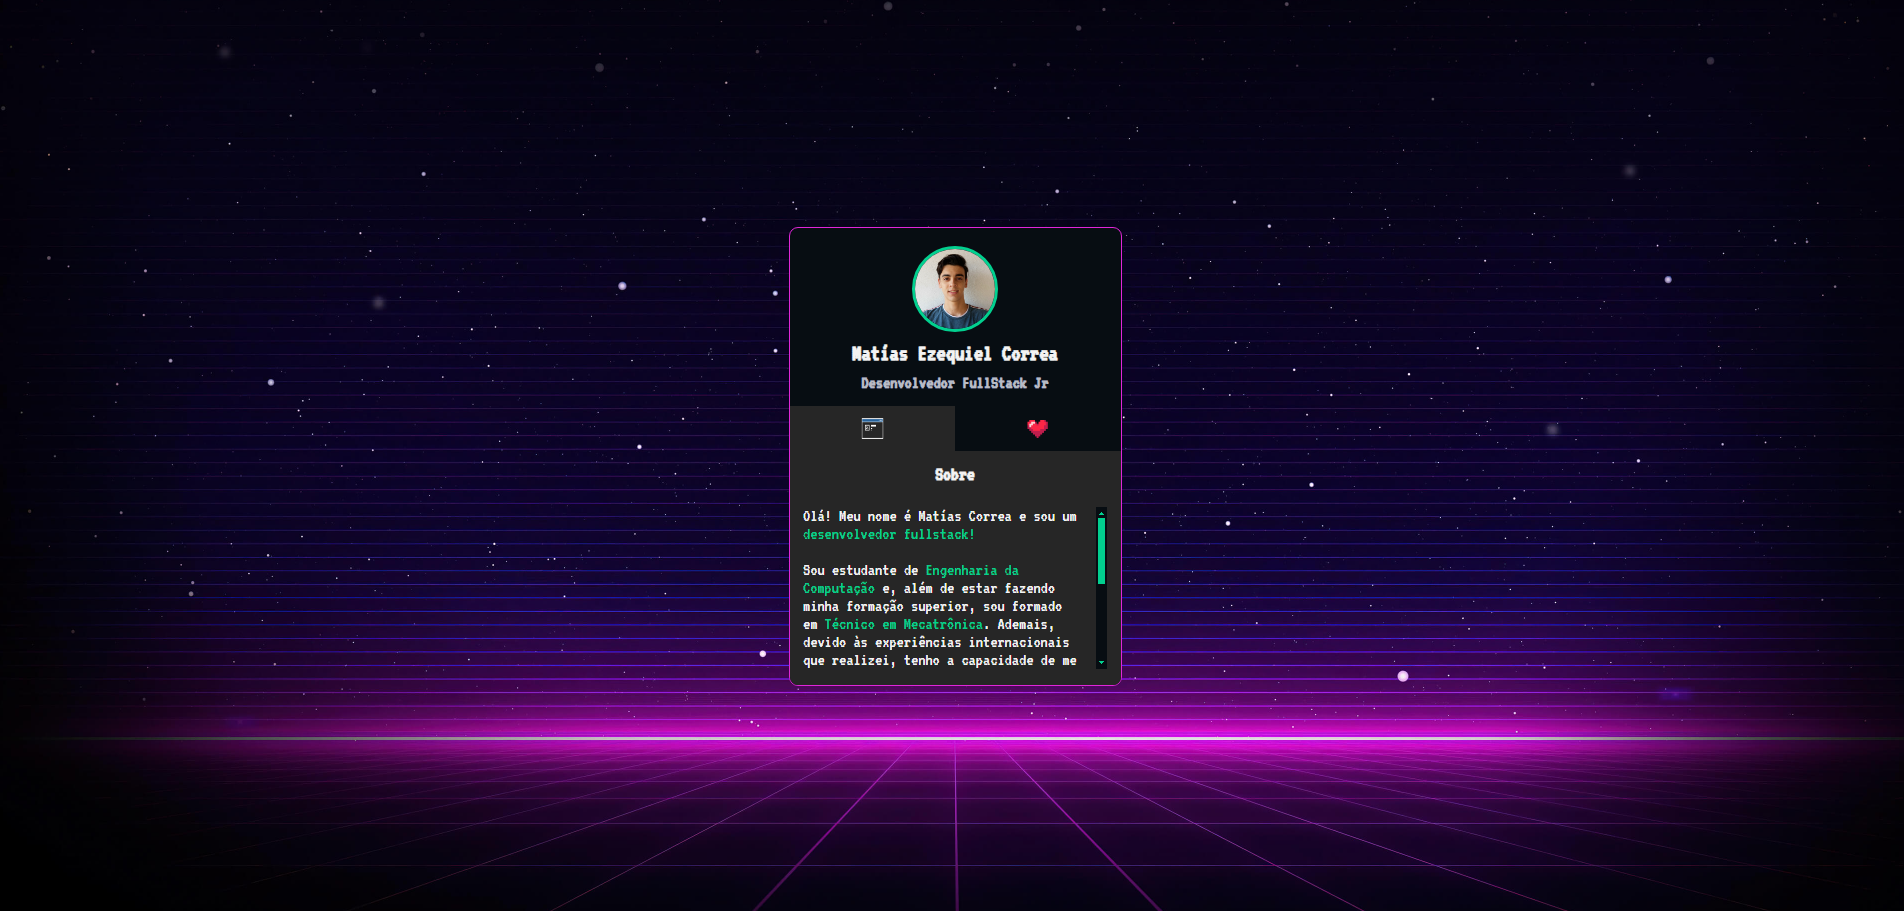 Matías Ezequiel Correa
Desenvolvedor FullStack Jr
Sobre
Olá! Meu nome é Matías Correa e sou um
desenvolvedor fullstack!
Sou estudante de Engenharia da
Computação e, além de estar fazendo
minha formação superior, sou formado
em Técnico em Mecatrônica. Ademais,
devido às experiências internacionais
que realizei, tenho a capacidade de me